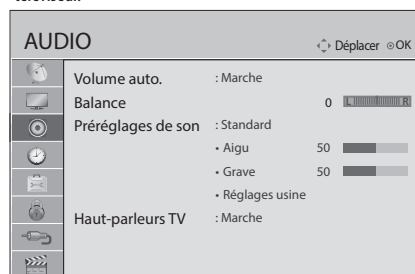 AUDIO Déplacer OK
Volume auto. : Marche
Balance 0 L R
Préréglages de son : Standard
• Aigu 50
• Grave 50
• Réglages usine
Haut-parleurs TV : Marche